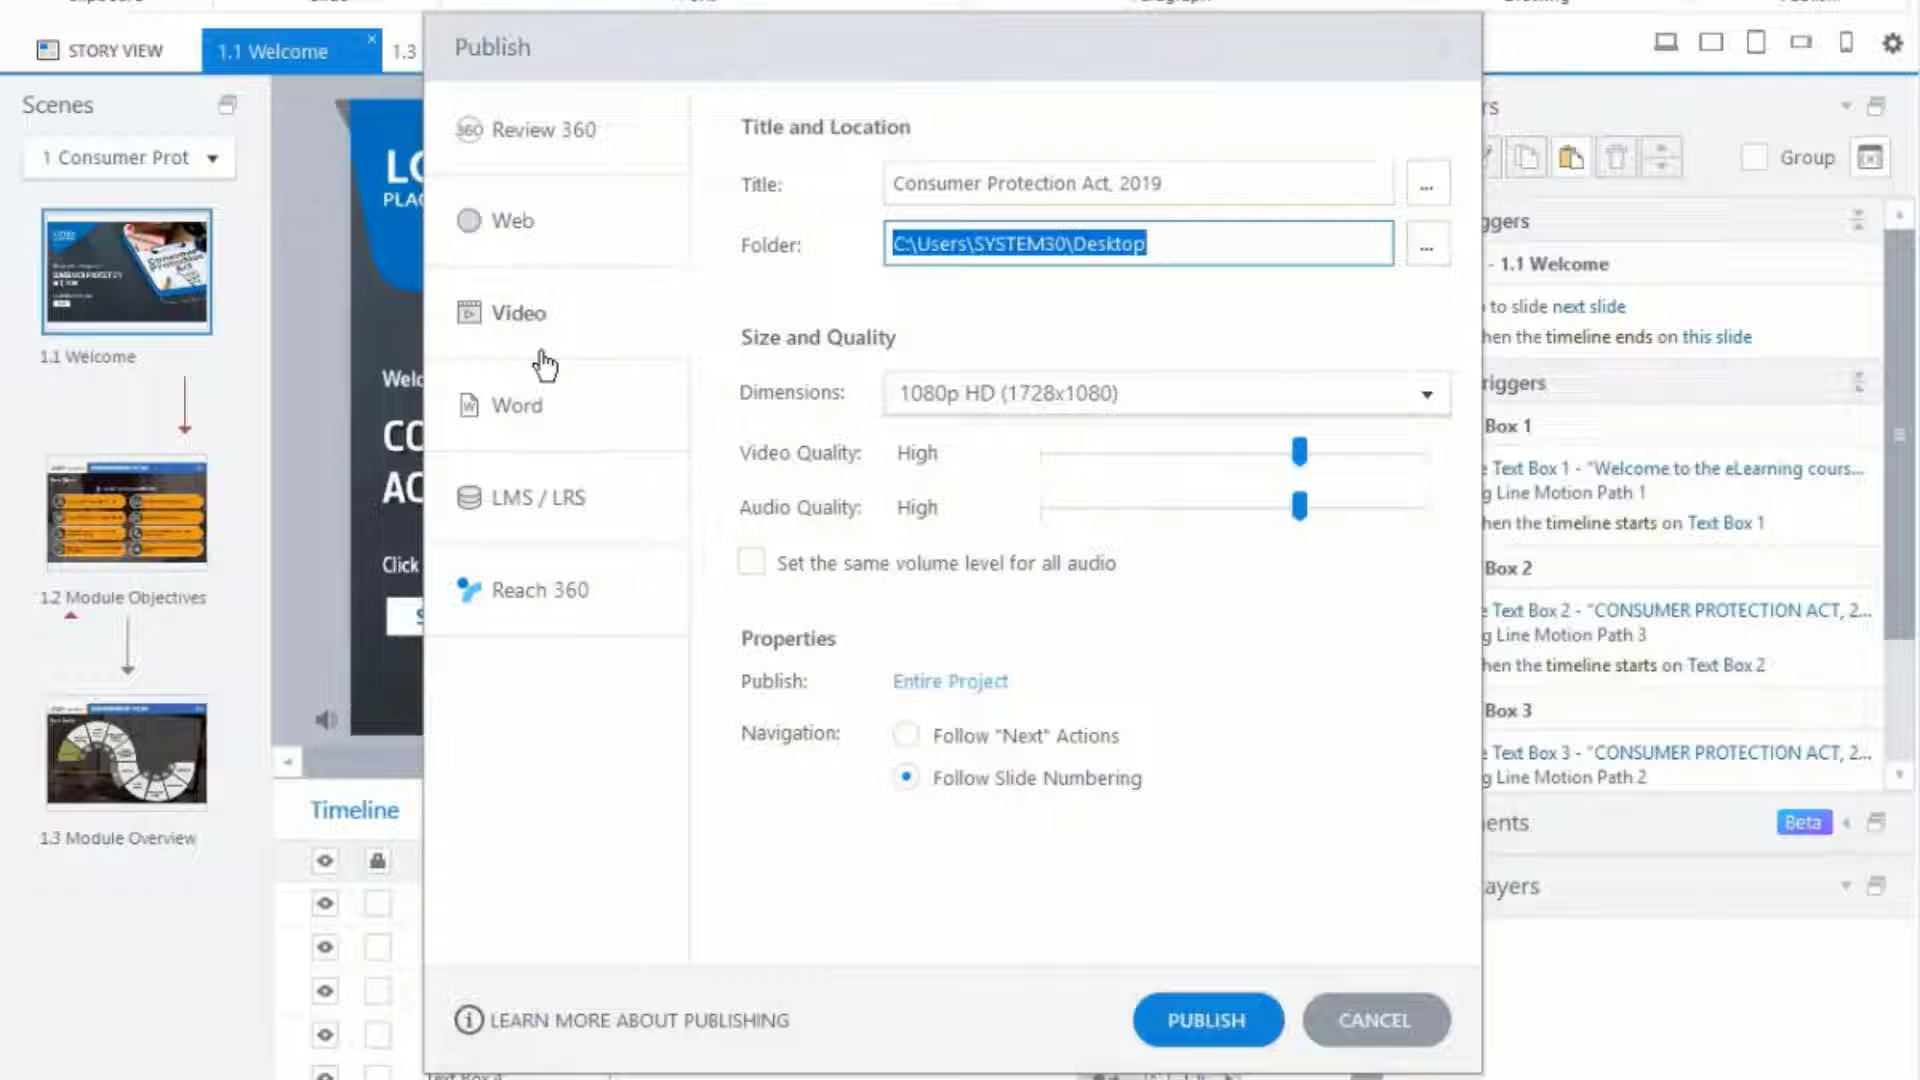 STORY VIEW
1.1 Welcome
1.3
Publish
Scenes
1 Consumer Prot
1.1 Welcome
1.2 Module Objectives
1.3 Module Overview
Timeline
PLA
Click
360 Review 360
Web
Video
Word
LMS / LRS
Reach 360
Title and Location
Title:
Consumer Protection Act, 2019
...
Folder:
C:\Users\SYSTEM30\Desktop
...
Size and Quality
Dimensions:
1080p HD (1728x1080)
Video Quality:
High
Audio Quality:
High
Set the same volume level for all audio
Properties
Publish:
Entire Project
Navigation:
Follow "Next" Actions
Follow Slide Numbering
LEARN MORE ABOUT PUBLISHING
PUBLISH
CANCEL
Group
ggers
- 1.1 Welcome
to slide next slide
hen the timeline ends on this slide
riggers
Box 1
Text Box 1 - "Welcome to the eLearning cours...
g Line Motion Path 1
hen the timeline starts on Text Box 1
Box 2
Text Box 2 - "CONSUMER PROTECTION ACT, 2...
g Line Motion Path 3
hen the timeline starts on Text Box 2
Box 3
Text Box 3 - "CONSUMER PROTECTION ACT, 2...
g Line Motion Path 2
ents
Beta
ayers